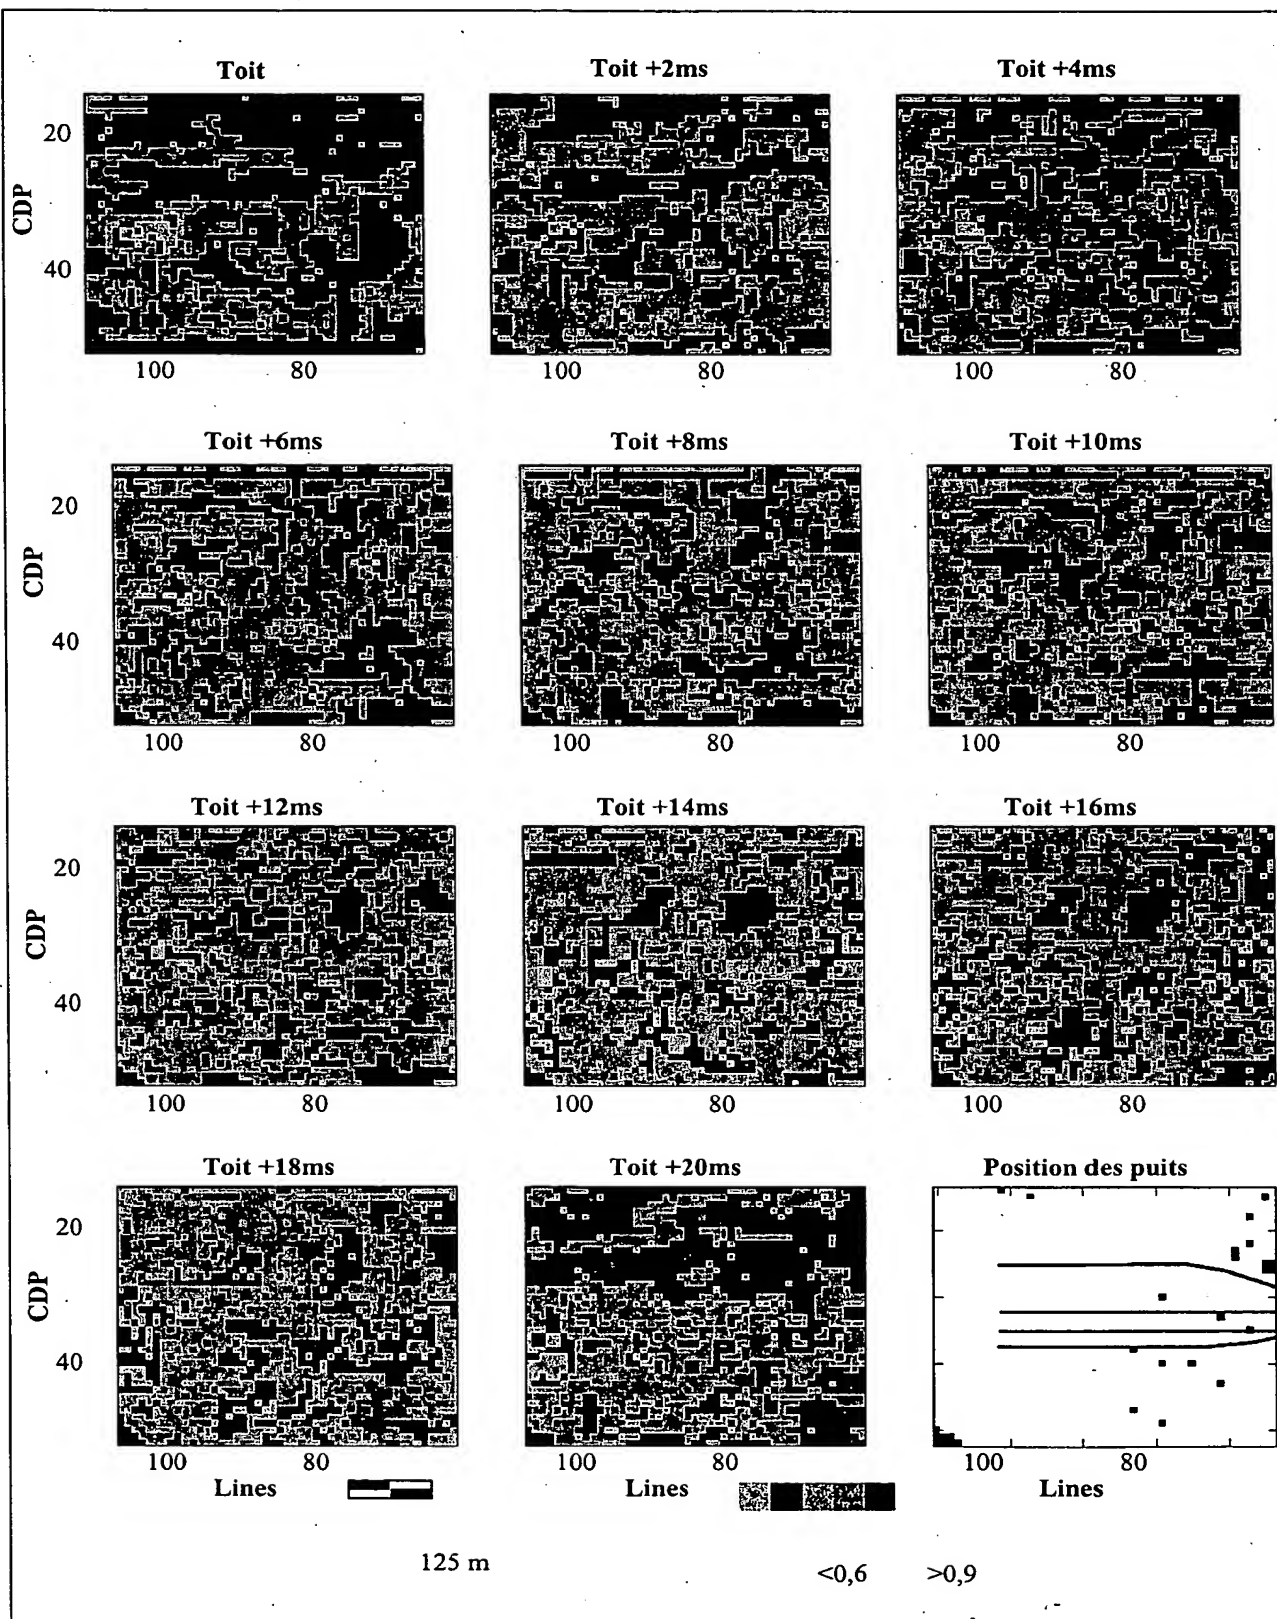 Toit Toit +2ms Toit +4ms
20
CDP
40
100 80 100 80 100 80
Toit +6ms Toit +8ms Toit +10ms
20
CDP
40
100 80 100 80 100 80
Toit +12ms Toit +14ms Toit +16ms
20
CDP
40
100 80 100 80 100 80
Toit +18ms Toit +20ms Position des puits
20
CDP
40
100 80 100 80 100 80
Lines Lines Lines
125 m <0,6 >0,9